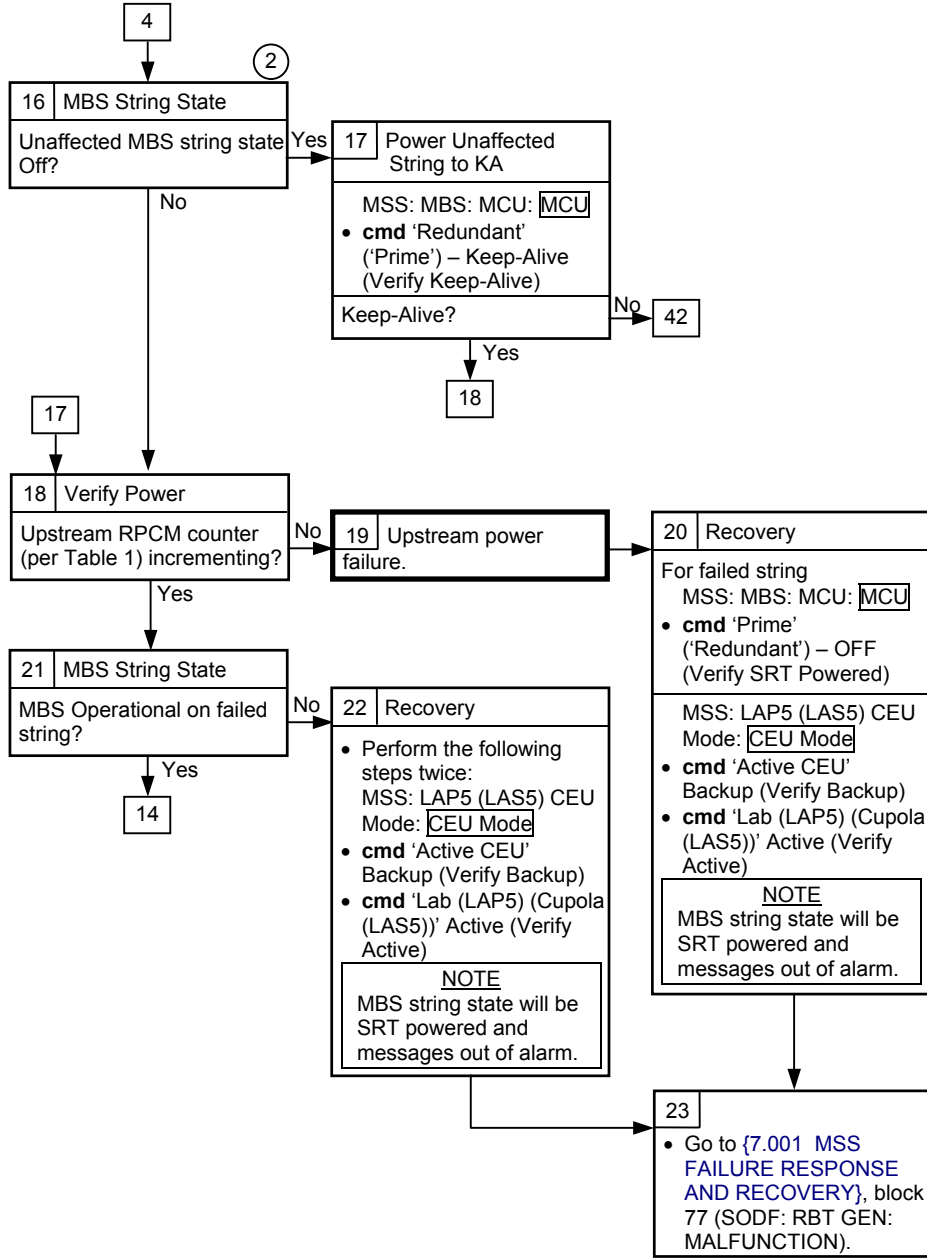 4
2
16 MBS String State
Unaffected MBS string state
Off?
Yes
No
17 Power Unaffected
String to KA
MSS: MBS: MCU: MCU
• cmd ‘Redundant’
(‘Prime’) – Keep-Alive
(Verify Keep-Alive)
Keep-Alive?
No
42
Yes
18
17
18 Verify Power
Upstream RPCM counter
(per Table 1) incrementing?
No
Yes
19 Upstream power
failure.
20 Recovery
For failed string
MSS: MBS: MCU: MCU
• cmd ‘Prime’
(‘Redundant’) – OFF
(Verify SRT Powered)
MSS: LAP5 (LAS5) CEU
Mode: CEU Mode
• cmd ‘Active CEU’
Backup (Verify Backup)
• cmd ‘Lab (LAP5) (Cupola
(LAS5))’ Active (Verify
Active)
NOTE
MBS string state will be
SRT powered and
messages out of alarm.
21 MBS String State
MBS Operational on failed
string?
No
Yes
14
22 Recovery
• Perform the following
steps twice:
MSS: LAP5 (LAS5) CEU
Mode: CEU Mode
• cmd ‘Active CEU’
Backup (Verify Backup)
• cmd ‘Lab (LAP5) (Cupola
(LAS5))’ Active (Verify
Active)
NOTE
MBS string state will be
SRT powered and
messages out of alarm.
23
• Go to {7.001 MSS
FAILURE RESPONSE
AND RECOVERY}, block
77 (SODF: RBT GEN:
MALFUNCTION).